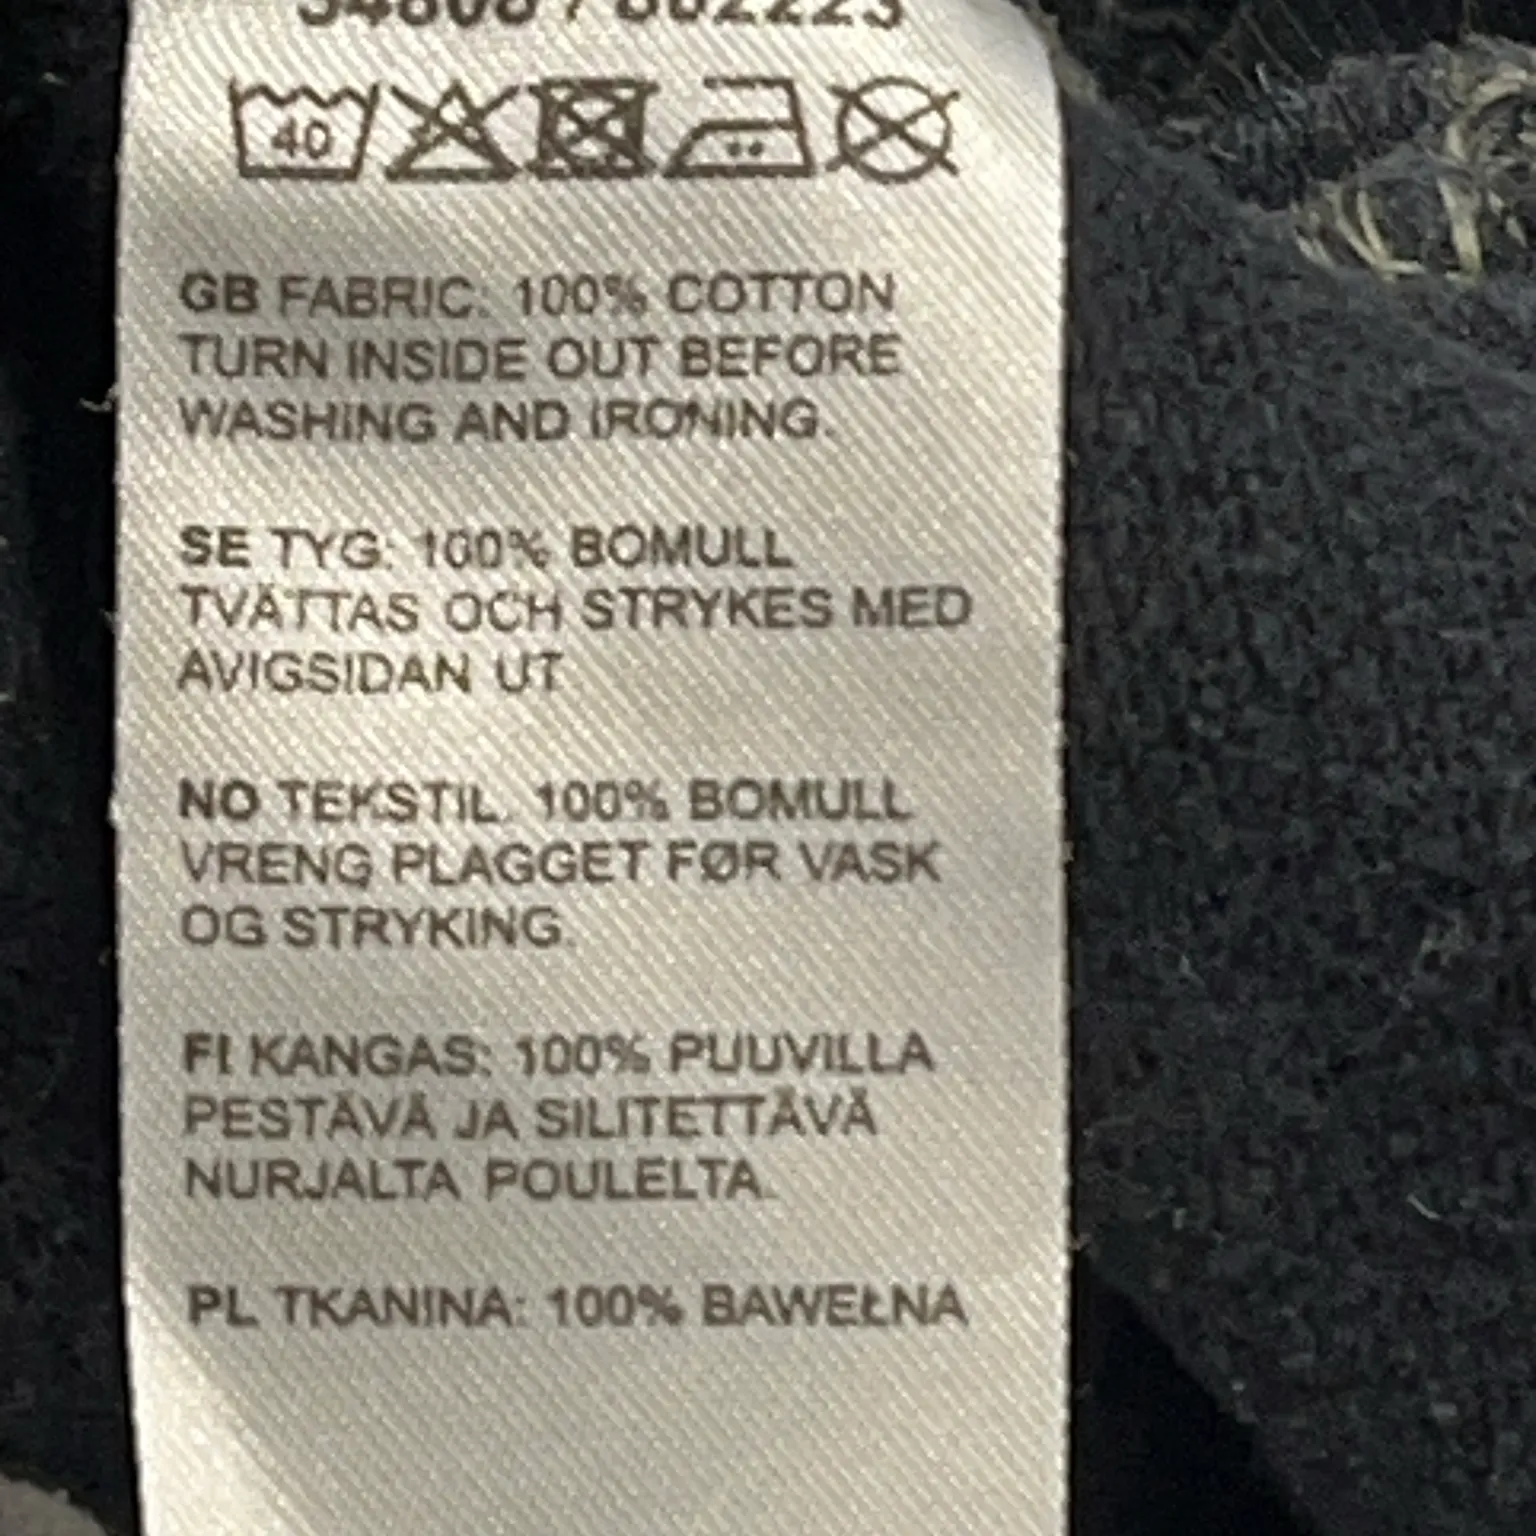 40
GB FABRIC: 100% COTTON
TURN INSIDE OUT BEFORE
WASHING AND IRONING.
SE TYG: 100% BOMULL
TVÄTTAS OCH STRYKES MED
AVIGSIDAN UT
NO TEKSTIL: 100% BOMULL
VRENG PLAGGET FØR VASK
OG STRYKING.
FI KANGAS: 100% PUUVILLA
PESTÄVÄ JA SILITETTÄVÄ
NURJALTA POULELTA.
PL TKANINA: 100% BAWEŁNA